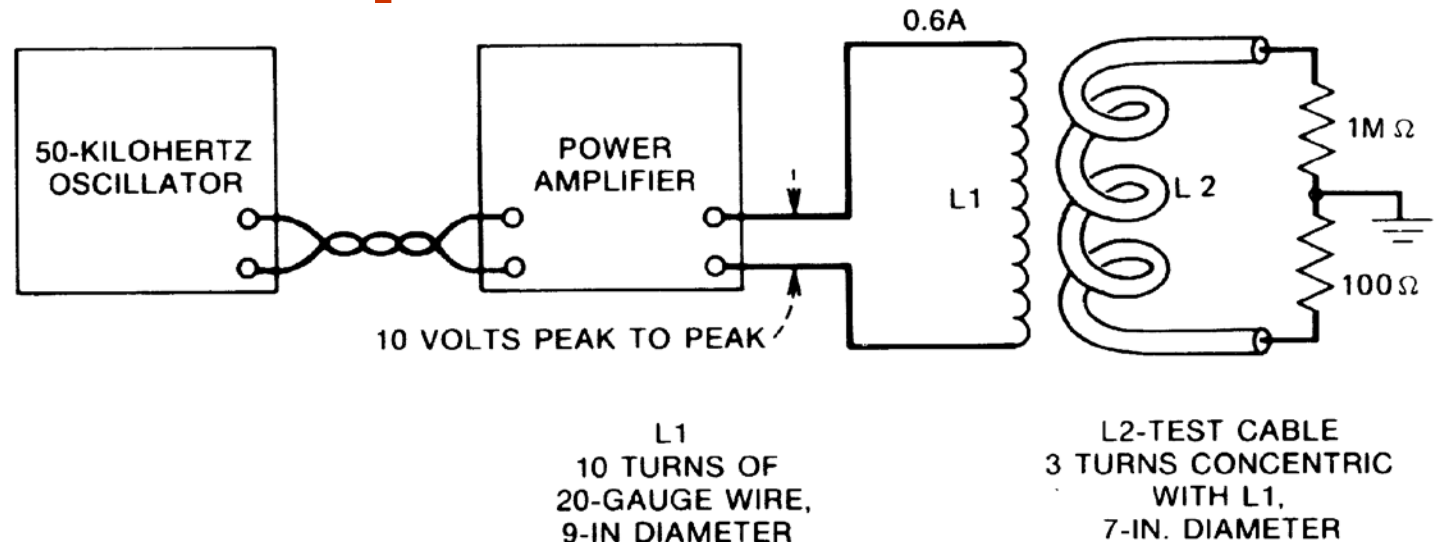 0.6A
50-KILOHERTZ
OSCILLATOR
POWER
AMPLIFIER
L1
L 2
1M Ω
100 Ω
10 VOLTS PEAK TO PEAK
L1
10 TURNS OF
20-GAUGE WIRE,
9-IN DIAMETER
L2-TEST CABLE
3 TURNS CONCENTRIC
WITH L1,
7-IN. DIAMETER